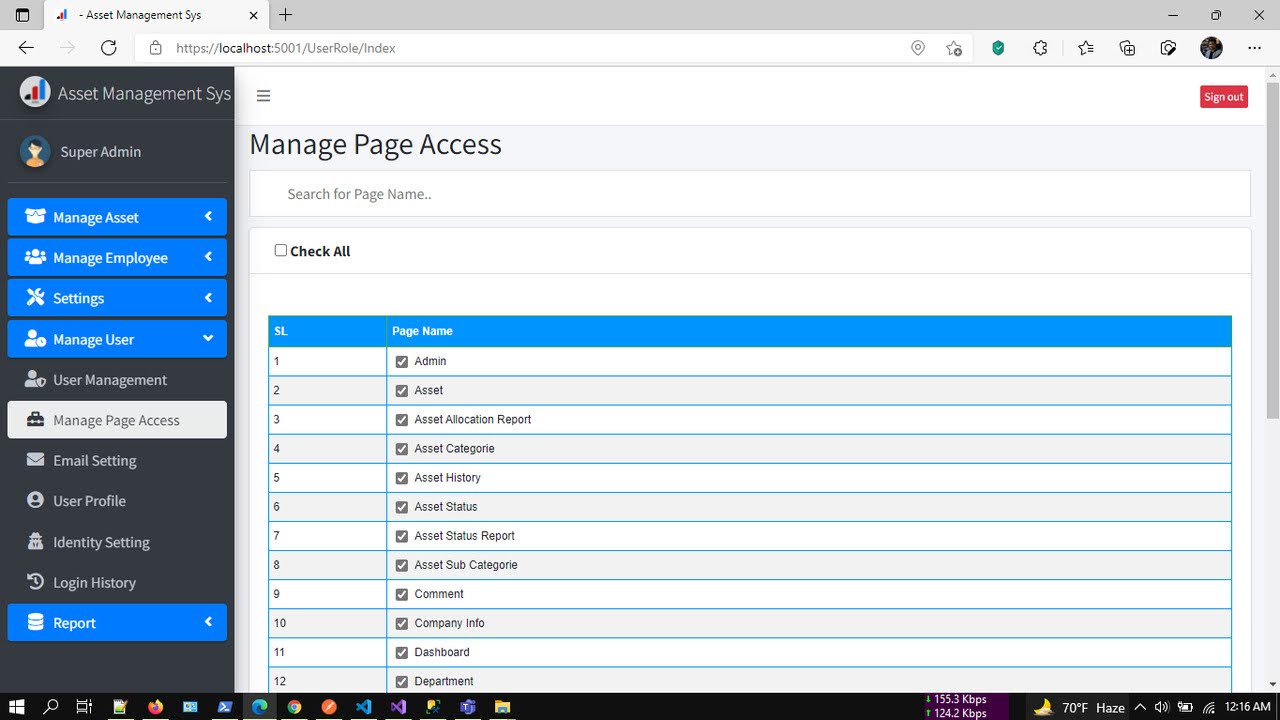 - Asset Management Sys
https://localhost:5001/UserRole/Index
Asset Management Sys
Sign out
Super Admin
Manage Asset
Manage Employee
Settings
Manage User
User Management
Manage Page Access
Email Setting
User Profile
Identity Setting
Login History
Report
Manage Page Access
Search for Page Name..
Check All
SL Page Name
1 Admin
2 Asset
3 Asset Allocation Report
4 Asset Categorie
5 Asset History
6 Asset Status
7 Asset Status Report
8 Asset Sub Categorie
9 Comment
10 Company Info
11 Dashboard
12 Department
↓ 155.3 Kbps
↑ 124.2 Kbps
70°F Haze
12:16 AM